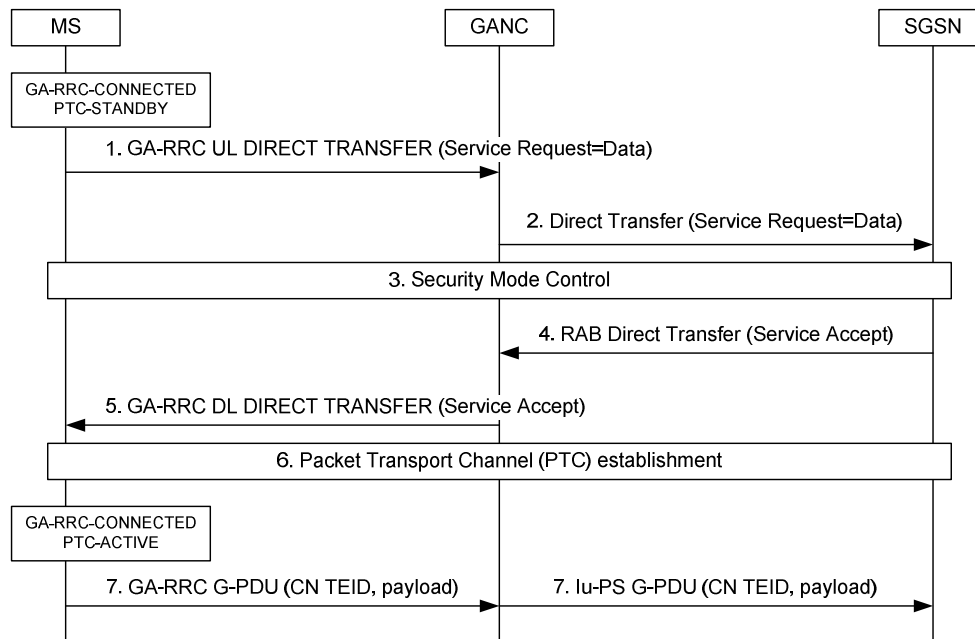 MS
GANC
SGSN
GA-RRC-CONNECTED
PTC-STANDBY
1. GA-RRC UL DIRECT TRANSFER (Service Request=Data)
2. Direct Transfer (Service Request=Data)
3. Security Mode Control
4. RAB Direct Transfer (Service Accept)
5. GA-RRC DL DIRECT TRANSFER (Service Accept)
6. Packet Transport Channel (PTC) establishment
GA-RRC-CONNECTED
PTC-ACTIVE
7. GA-RRC G-PDU (CN TEID, payload)
7. Iu-PS G-PDU (CN TEID, payload)